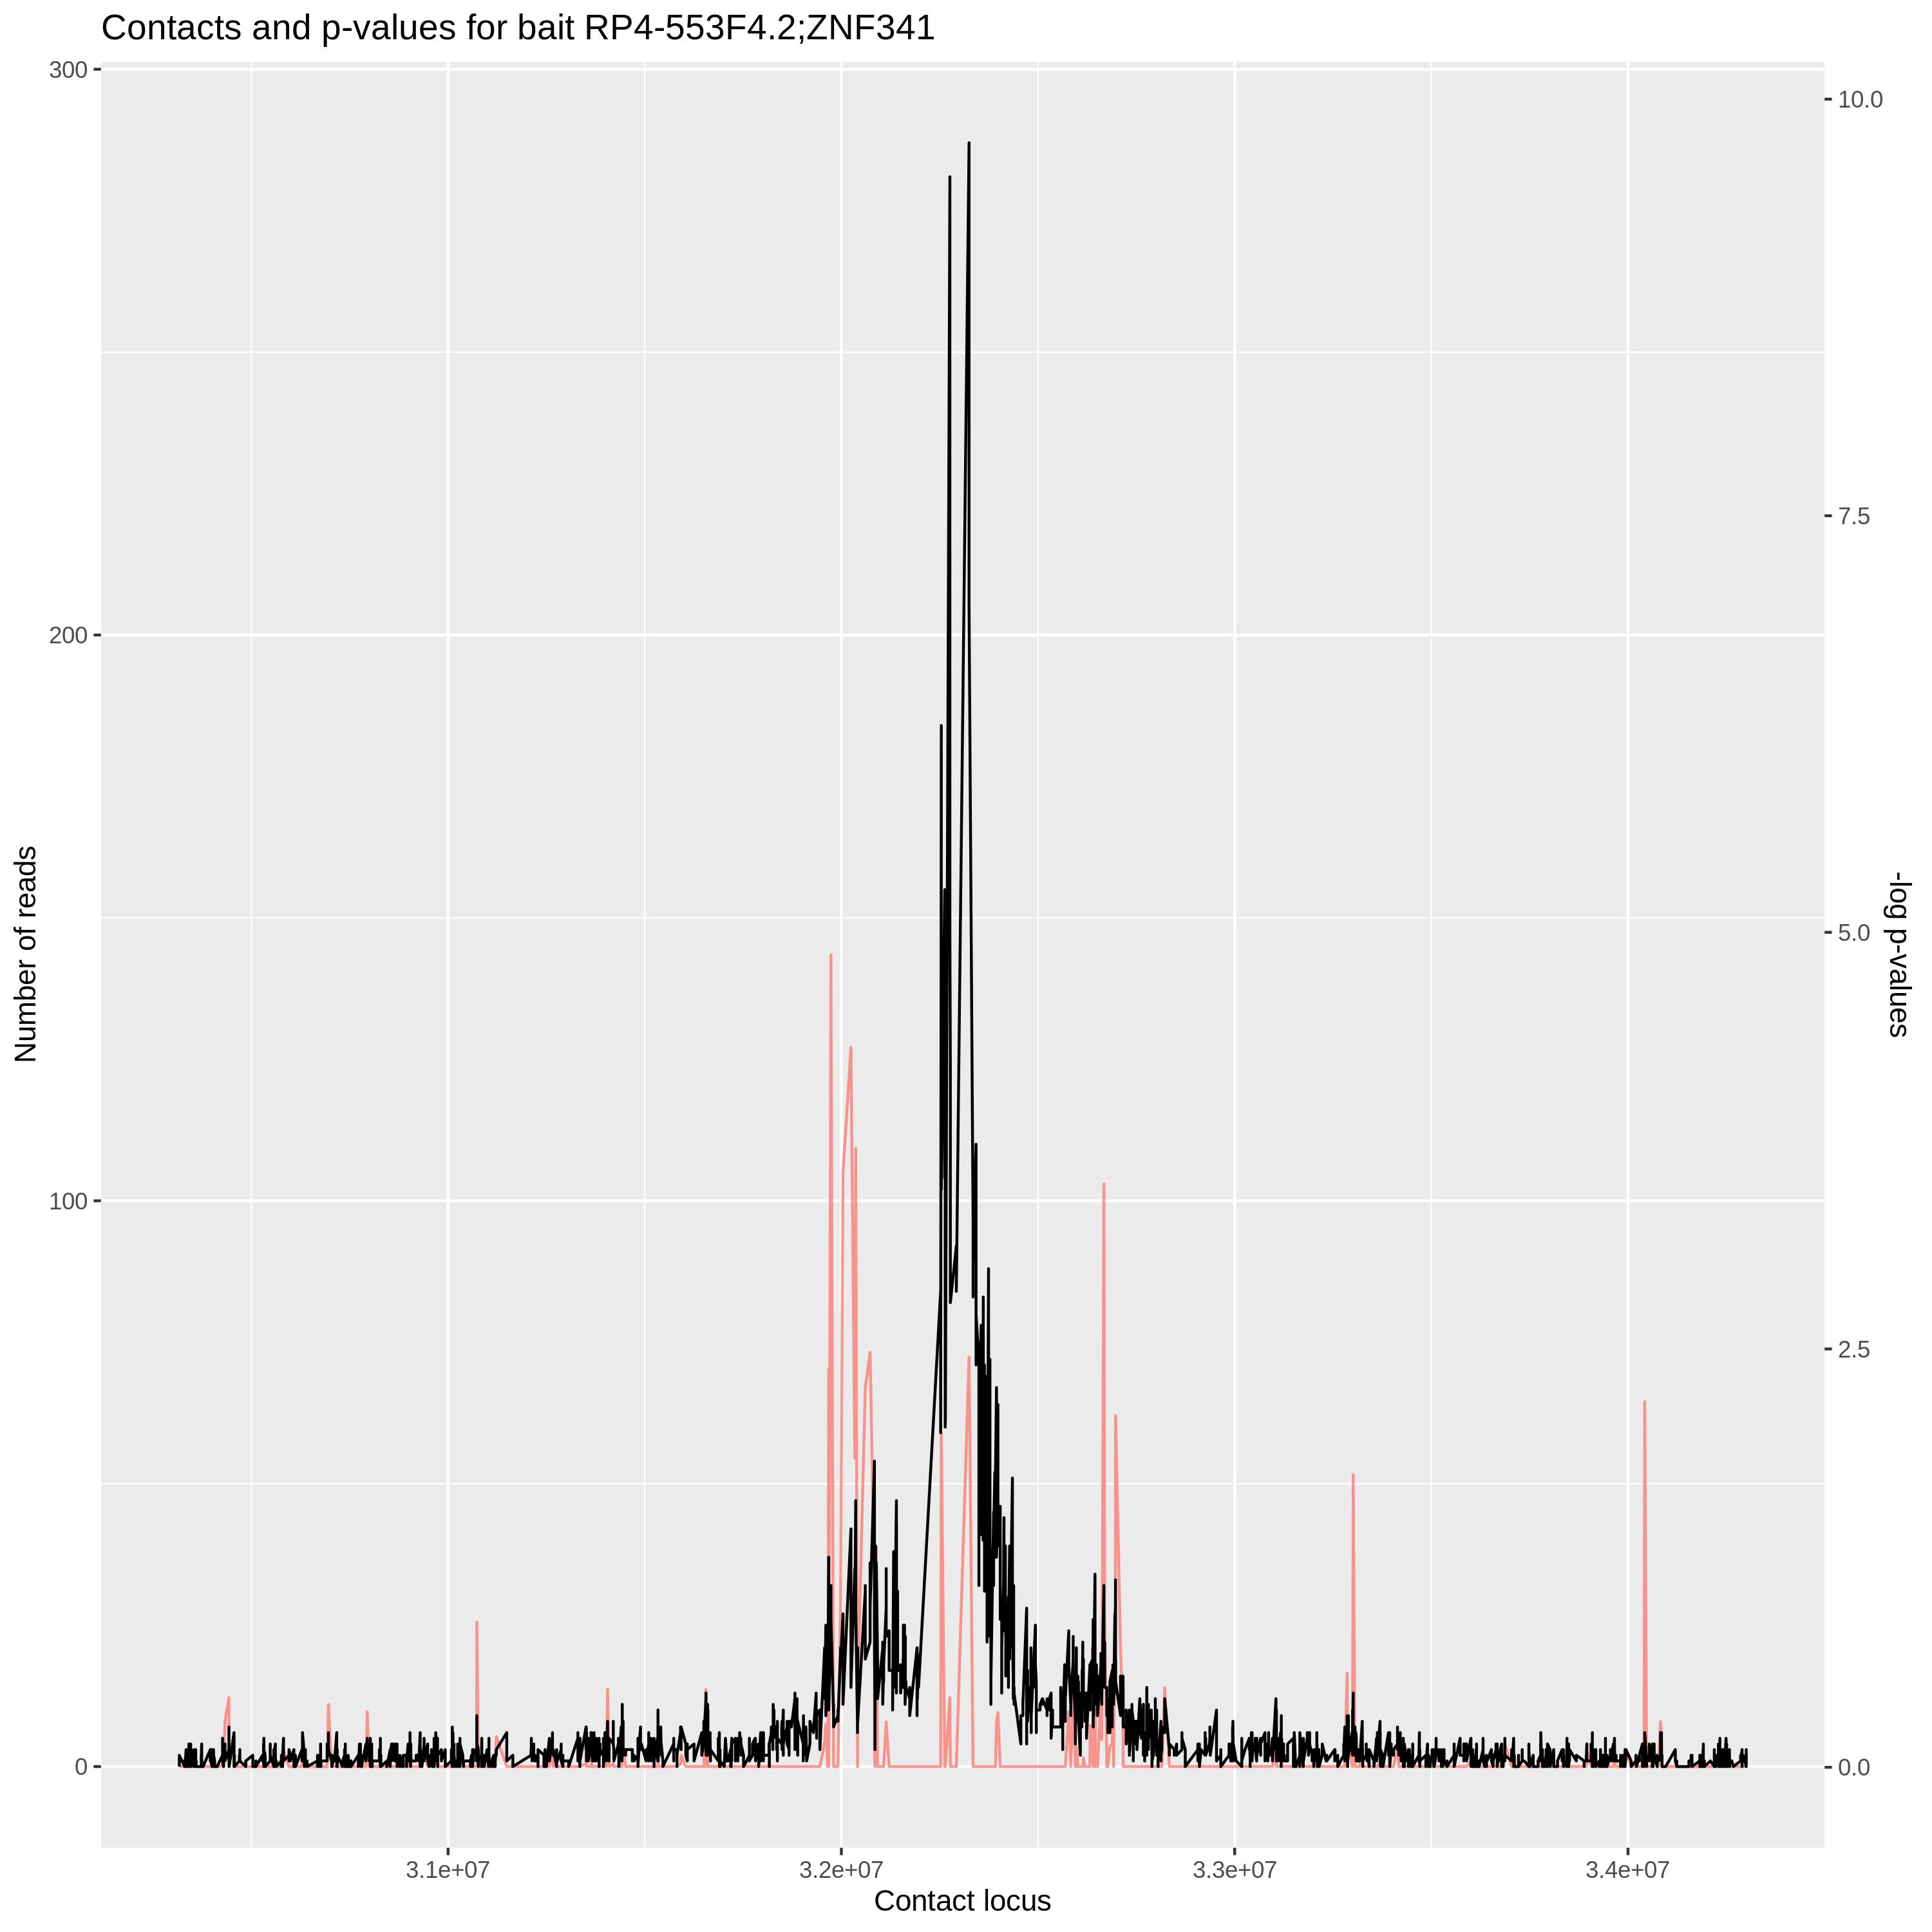 Contacts and p-values for bait RP4-553F4.2;ZNF341
300
200
100
0
Number of reads
10.0
7.5
5.0
2.5
0.0
-log p-values
3.1e+07
3.2e+07
3.3e+07
3.4e+07
Contact locus